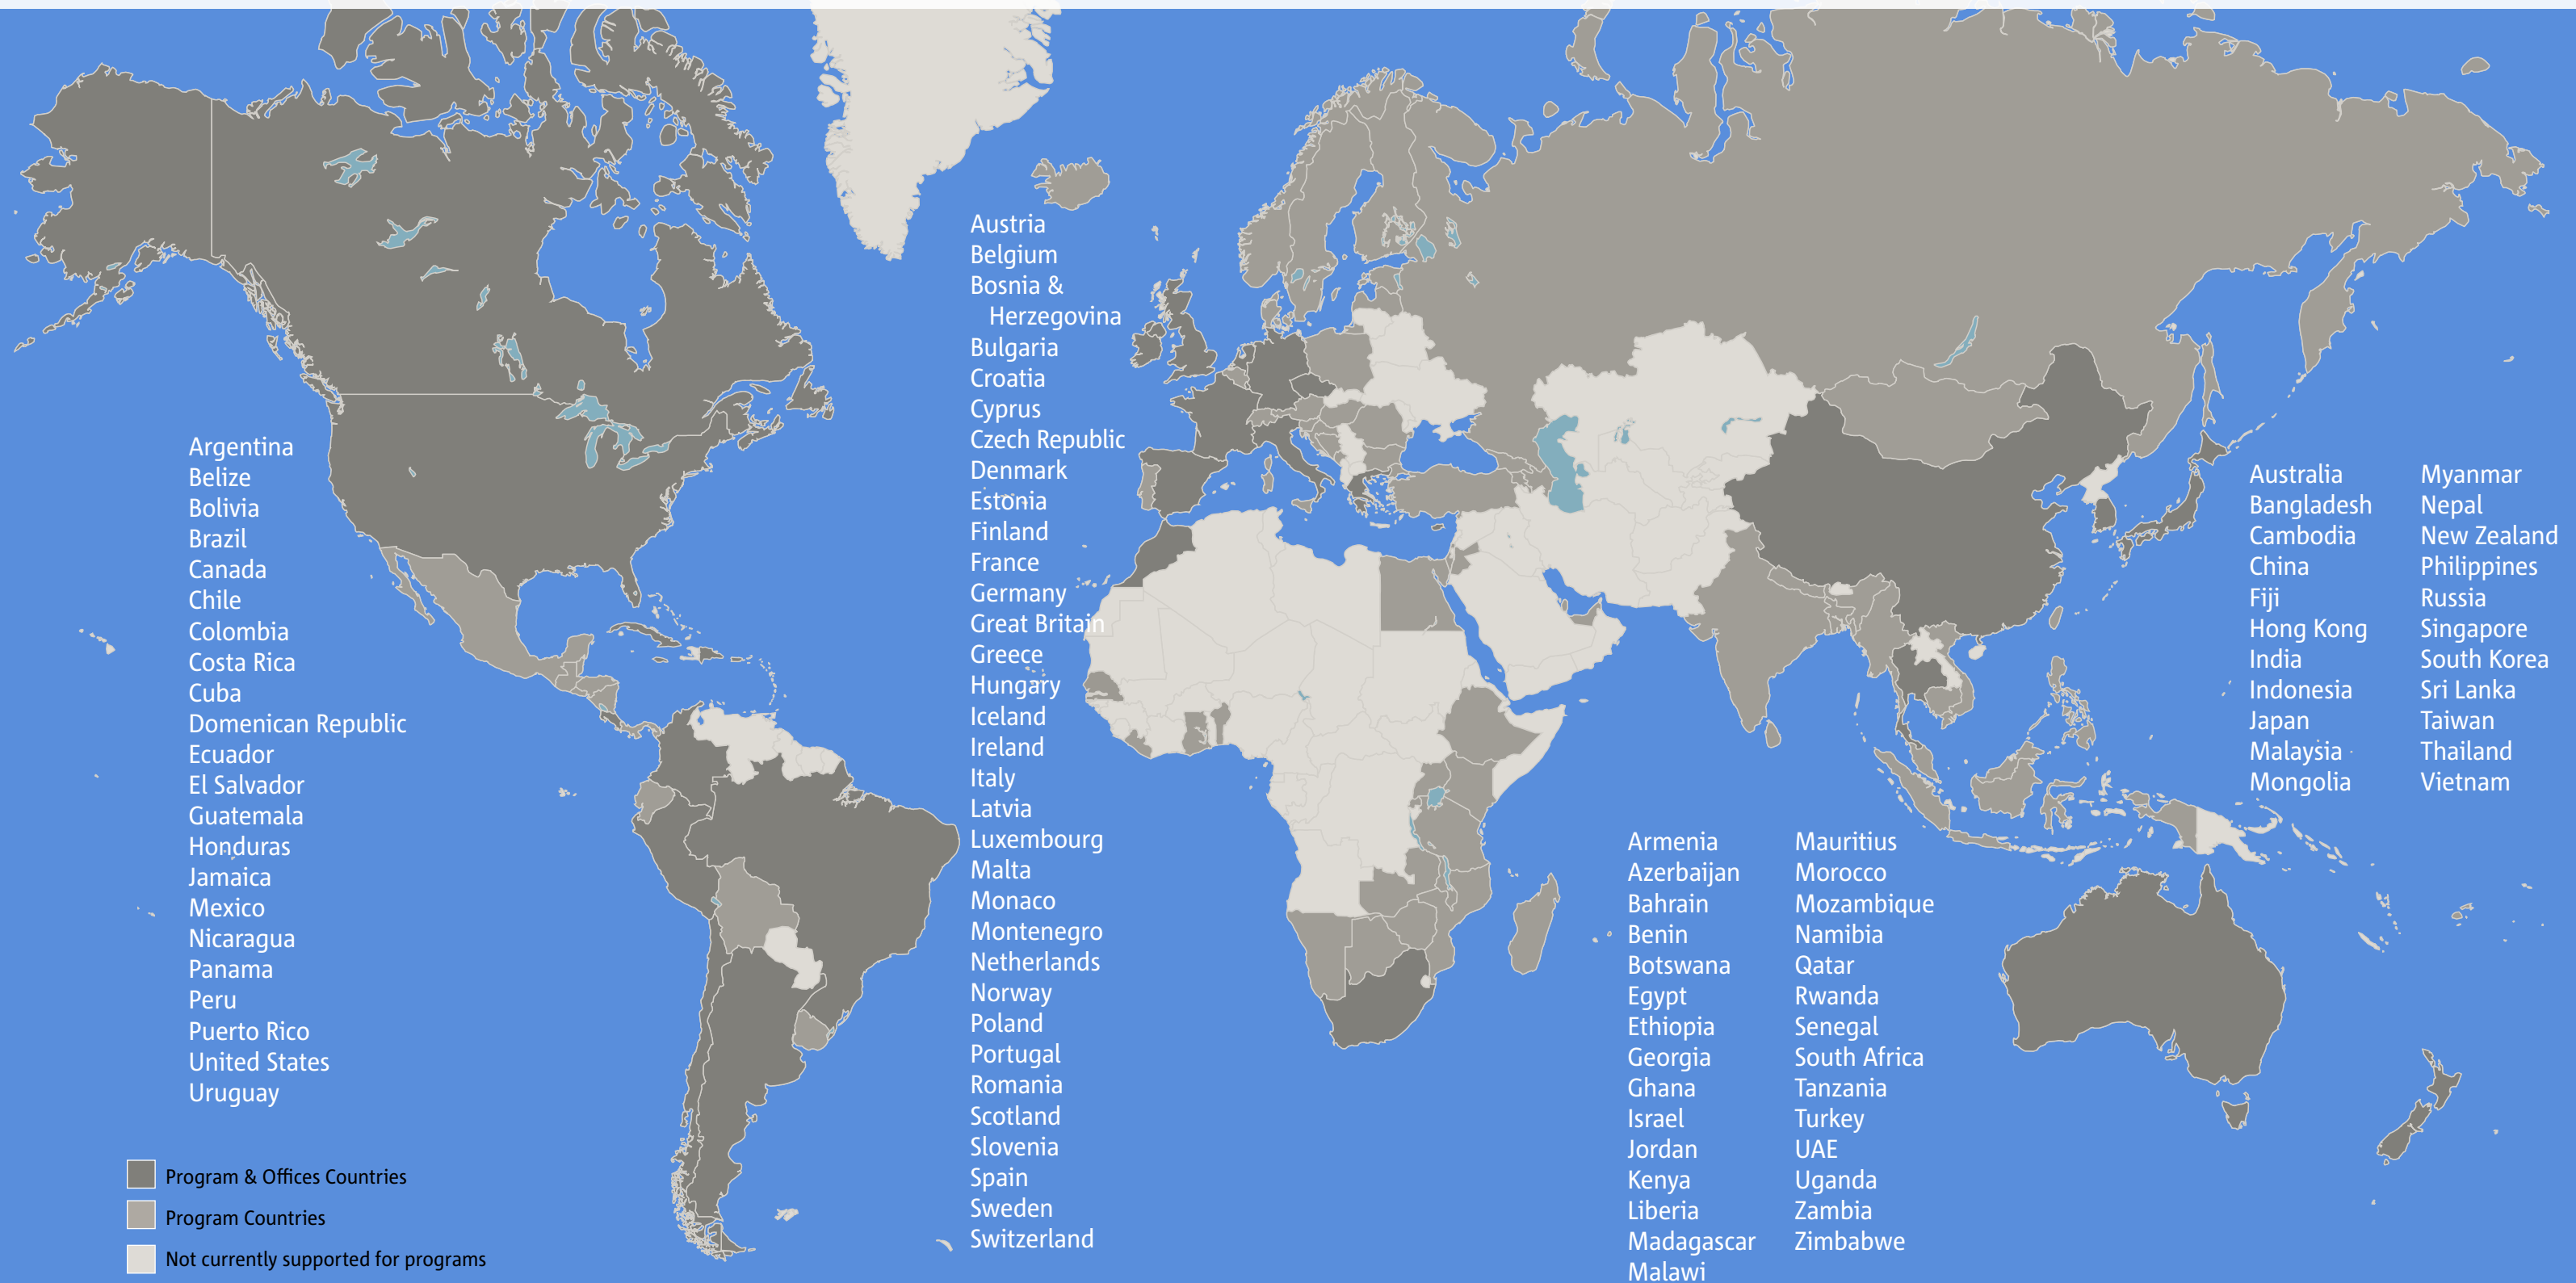 Argentina
Belize
Bolivia
Brazil
Canada
Chile
Colombia
Costa Rica
Cuba
Domenican Republic
Ecuador
El Salvador
Guatemala
Honduras
Jamaica
Mexico
Nicaragua
Panama
Peru
Puerto Rico
United States
Uruguay
Program & Offices Countries
Program Countries
Not currently supported for programs
Austria
Belgium
Bosnia &
Herzegovina
Bulgaria
Croatia
Cyprus
Czech Republic
Denmark
Estonia
Finland
France
Germany
Great Britain
Greece
Hungary
Iceland
Ireland
Italy
Latvia
Luxembourg
Malta
Monaco
Montenegro
Netherlands
Norway
Poland
Portugal
Romania
Scotland
Slovenia
Spain
Sweden
Switzerland
Armenia
Azerbaijan
Bahrain
Benin
Botswana
Egypt
Ethiopia
Georgia
Ghana
Israel
Jordan
Kenya
Liberia
Madagascar
Malawi
Mauritius
Morocco
Mozambique
Namibia
Qatar
Rwanda
Senegal
South Africa
Tanzania
Turkey
UAE
Uganda
Zambia
Zimbabwe
Australia
Bangladesh
Cambodia
China
Fiji
Hong Kong
India
Indonesia
Japan
Malaysia
Mongolia
Myanmar
Nepal
New Zealand
Philippines
Russia
Singapore
South Korea
Sri Lanka
Taiwan
Thailand
Vietnam